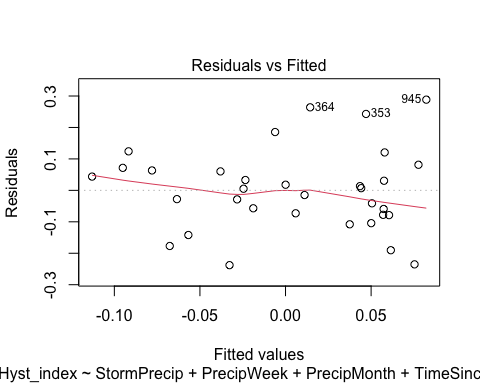 Residuals vs Fitted
Residuals
0.3
0.1
-0.1
-0.3
364
353
945
-0.10
-0.05
0.00
0.05
Fitted values
Hyst_index ~ StormPrecip + PrecipWeek + PrecipMonth + TimeSinc